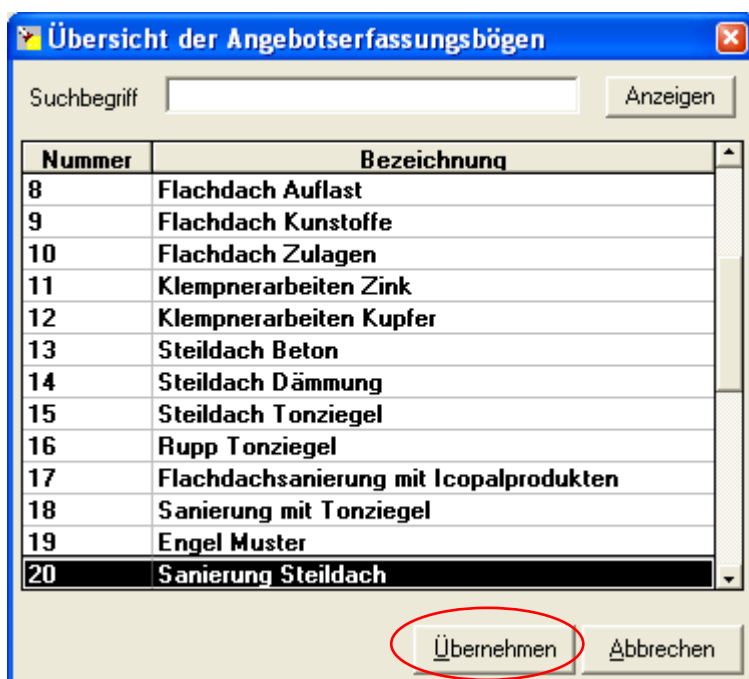 Übersicht der Angebotserfassungsbögen
Suchbegriff Anzeigen
Nummer Bezeichnung
8 Flachdach Auflast
9 Flachdach Kunstoffe
10 Flachdach Zulagen
11 Klempnerarbeiten Zink
12 Klempnerarbeiten Kupfer
13 Steildach Beton
14 Steildach Dämmung
15 Steildach Tonziegel
16 Rupp Tonziegel
17 Flachdachsanierung mit Icopalprodukten
18 Sanierung mit Tonziegel
19 Engel Muster
20 Sanierung Steildach
Übernehmen Abbrechen